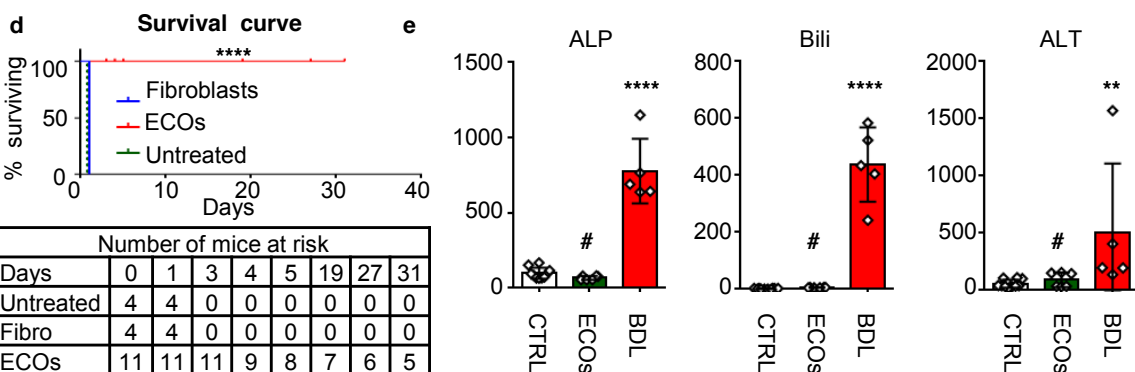 d
Survival curve
****
% surviving
100
50
0
Fibroblasts
ECOs
Untreated
0 10 20 30 40
Days
Number of mice at risk
Days 0 1 3 4 5 19 27 31
Untreated 4 4 0 0 0 0 0 0
Fibro 4 4 0 0 0 0 0 0
ECOs 11 11 11 9 8 7 6 5
e
ALP
1500
1000
500
0
#
****
CTRL ECOs BDL
Bili
800
600
400
200
0
#
****
CTRL ECOs BDL
ALT
2000
1500
1000
500
0
#
**
CTRL ECOs BDL